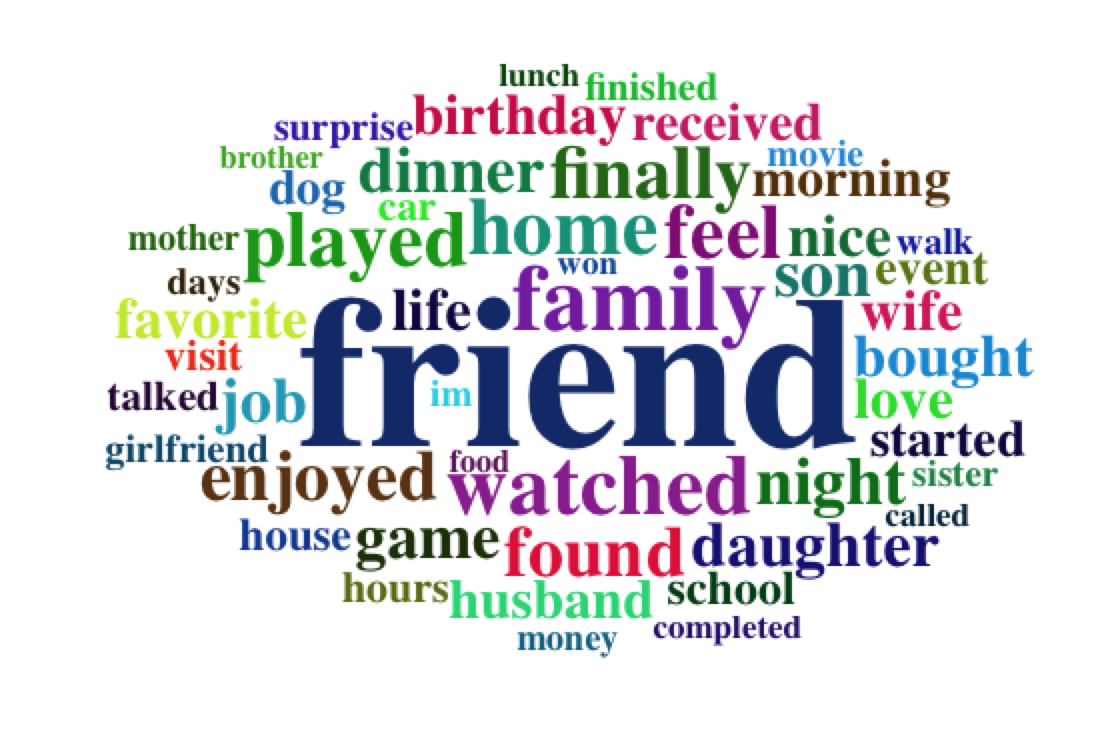 lunch finished
surprise birthday received
brother dinner finally movie
dog car morning
mother played home feel nice walk
days won son event
favorite life family wife
visit friend bought
talked job im love
girlfriend started
enjoyed food watched night sister
called
house game found daughter
hours husband school
money completed